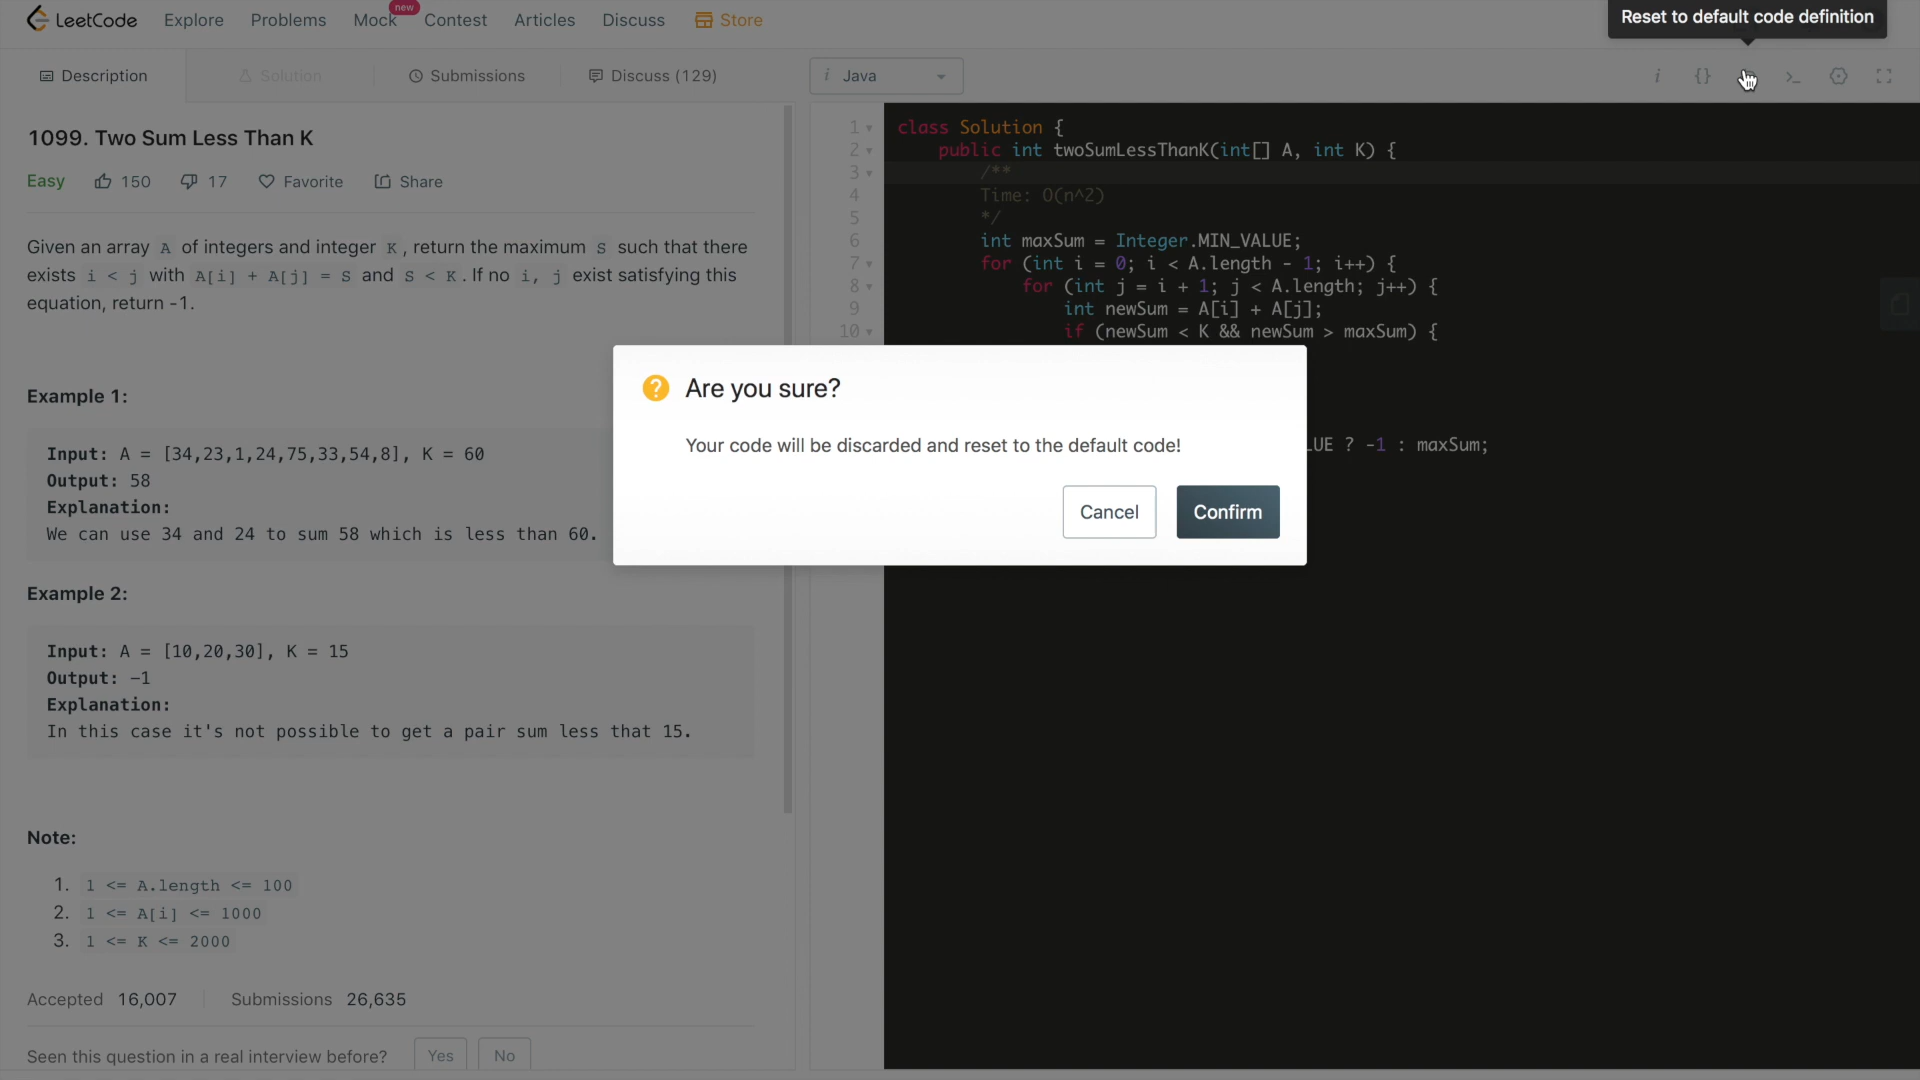 LeetCode Explore Problems Mock new Contest Articles Discuss Store
Reset to default code definition
Description Solution Submissions Discuss (129)
i Java
i {} >_
1099. Two Sum Less Than K
Easy 150 17 Favorite Share
Given an array A of integers and integer K, return the maximum S such that there
exists i < j with A[i] + A[j] = S and S < K. If no i, j exist satisfying this
equation, return -1.
Example 1:
Input: A = [34,23,1,24,75,33,54,8], K = 60
Output: 58
Explanation:
We can use 34 and 24 to sum 58 which is less than 60.
Example 2:
Input: A = [10,20,30], K = 15
Output: -1
Explanation:
In this case it's not possible to get a pair sum less that 15.
Note:
1. 1 <= A.length <= 100
2. 1 <= A[i] <= 1000
3. 1 <= K <= 2000
Accepted 16,007 Submissions 26,635
Seen this question in a real interview before? Yes No
1 class Solution {
2 public int twoSumLessThanK(int[] A, int K) {
3 /**
4 Time: O(n^2)
5 */
6 int maxSum = Integer.MIN_VALUE;
7 for (int i = 0; i < A.length - 1; i++) {
8 for (int j = i + 1; j < A.length; j++) {
9 int newSum = A[i] + A[j];
10 if (newSum < K && newSum > maxSum) {
LUE ? -1 : maxSum;
? Are you sure?
Your code will be discarded and reset to the default code!
Cancel Confirm